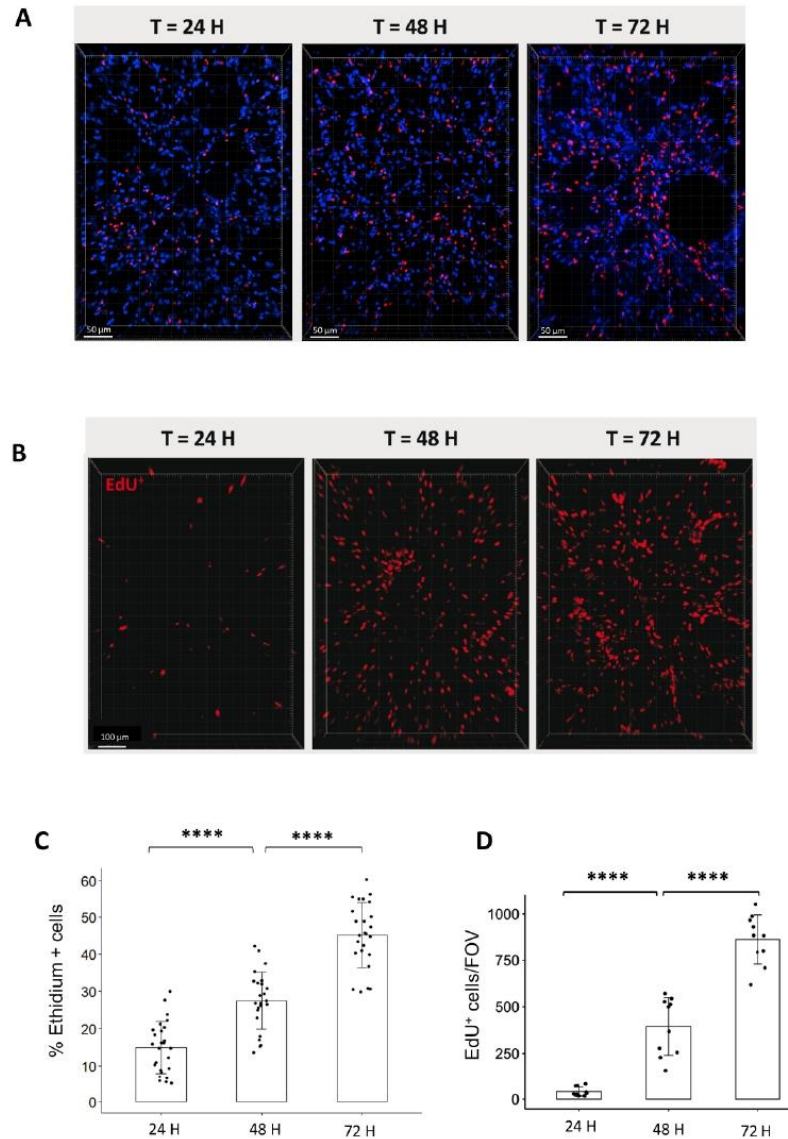 A
T = 24 H
T = 48 H
T = 72 H
50 µm
50 µm
50 µm
B
T = 24 H
T = 48 H
T = 72 H
EdU⁺
100 µm
C
**** ****
% Ethidium + cells
60
50
40
30
20
10
0
24 H
48 H
72 H
D
**** ****
EdU⁺ cells/FOV
1000
750
500
250
0
24 H
48 H
72 H